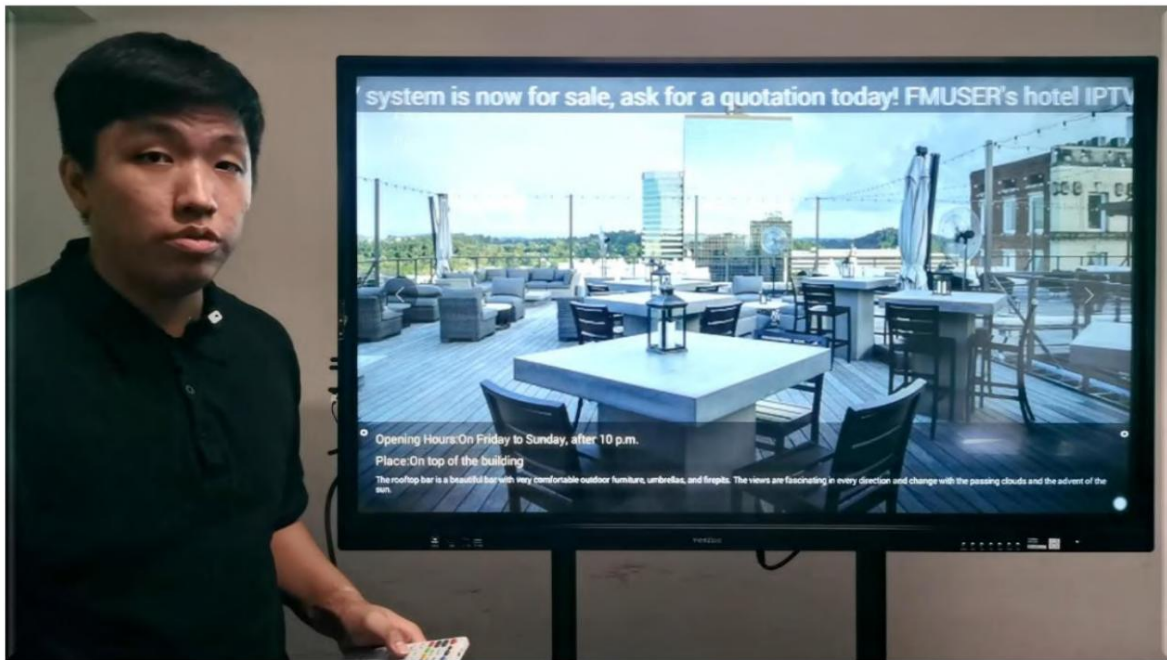 system is now for sale, ask for a quotation today! FMUSER's hotel IPTV
Opening Hours:On Friday to Sunday, after 10 p.m.
Place:On top of the building
The rooftop bar is a beautiful bar with very comfortable outdoor furniture, umbrellas, and firepits. The views are fascinating in every direction and change with the passing clouds and the advent of the
sun.